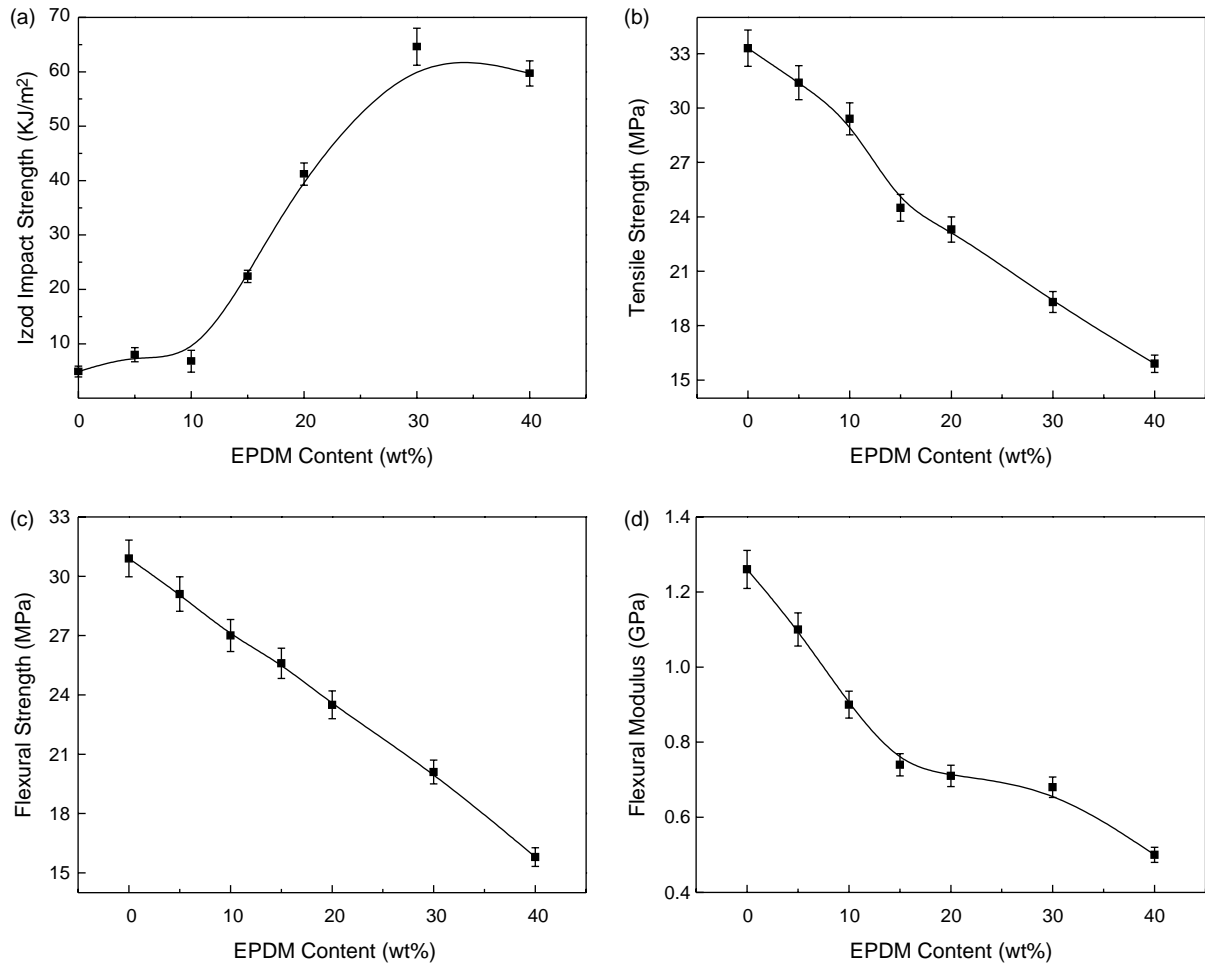 (a)
70
60
50
40
30
20
10
Izod Impact Strength (KJ/m²)
0 10 20 30 40
EPDM Content (wt%)
(b)
33
30
27
24
21
18
15
Tensile Strength (MPa)
0 10 20 30 40
EPDM Content (wt%)
(c)
33
30
27
24
21
18
15
Flexural Strength (MPa)
0 10 20 30 40
EPDM Content (wt%)
(d)
1.4
1.2
1.0
0.8
0.6
0.4
Flexural Modulus (GPa)
0 10 20 30 40
EPDM Content (wt%)